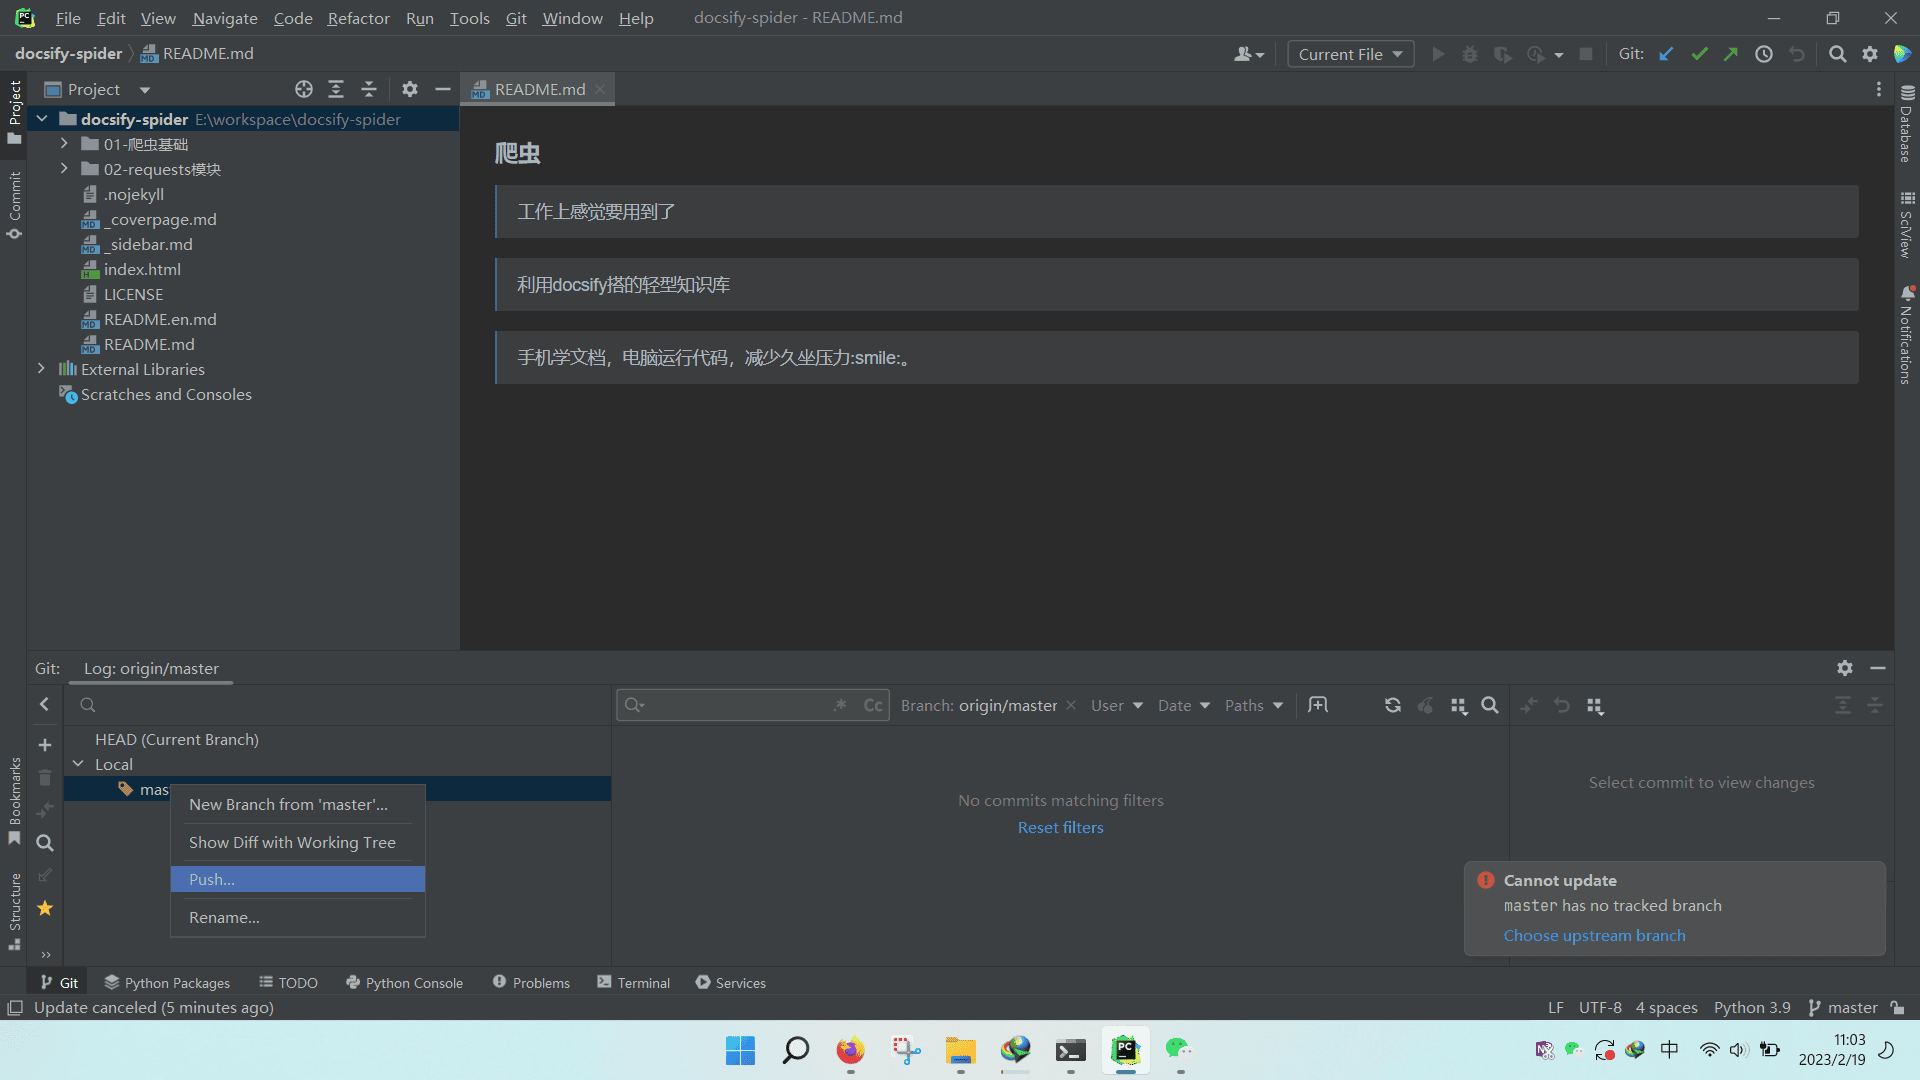 File Edit View Navigate Code Refactor Run Tools Git Window Help docsify-spider - README.md
docsify-spider README.md Current File Git:
Project README.md
docsify-spider E:\workspace\docsify-spider
01-爬虫基础
02-requests模块
.nojekyll
_coverpage.md
_sidebar.md
index.html
LICENSE
README.en.md
README.md
External Libraries
Scratches and Consoles
Project
Commit
Bookmarks
Structure
爬虫
工作上感觉要用到了
利用docsify搭的轻型知识库
手机学文档，电脑运行代码，减少久坐压力:smile:。
Database
SciView
Notifications
Git: Log: origin/master
Cc Branch: origin/master User Date Paths
HEAD (Current Branch)
Local
mas
New Branch from 'master'...
Show Diff with Working Tree
Push...
Rename...
No commits matching filters
Reset filters
Select commit to view changes
Cannot update
master has no tracked branch
Choose upstream branch
Git Python Packages TODO Python Console Problems Terminal Services
Update canceled (5 minutes ago) LF UTF-8 4 spaces Python 3.9 master
PC
中
11:03
2023/2/19